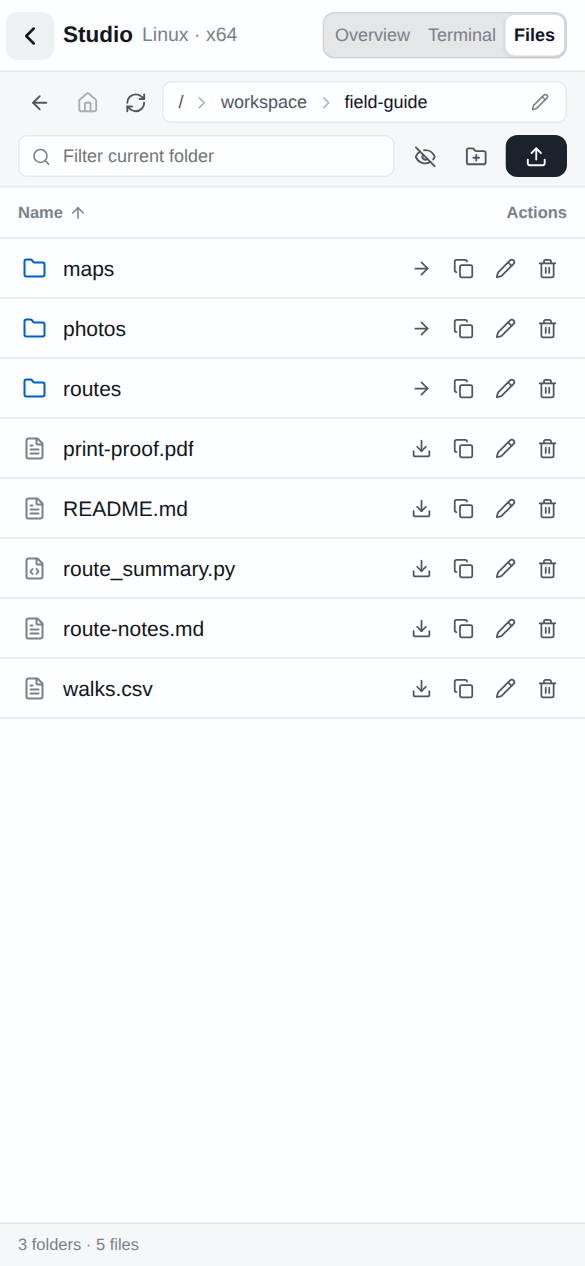 Studio Linux · x64 Overview Terminal Files
/ workspace field-guide
Filter current folder
Name Actions
maps
photos
routes
print-proof.pdf
README.md
route_summary.py
route-notes.md
walks.csv
3 folders · 5 files